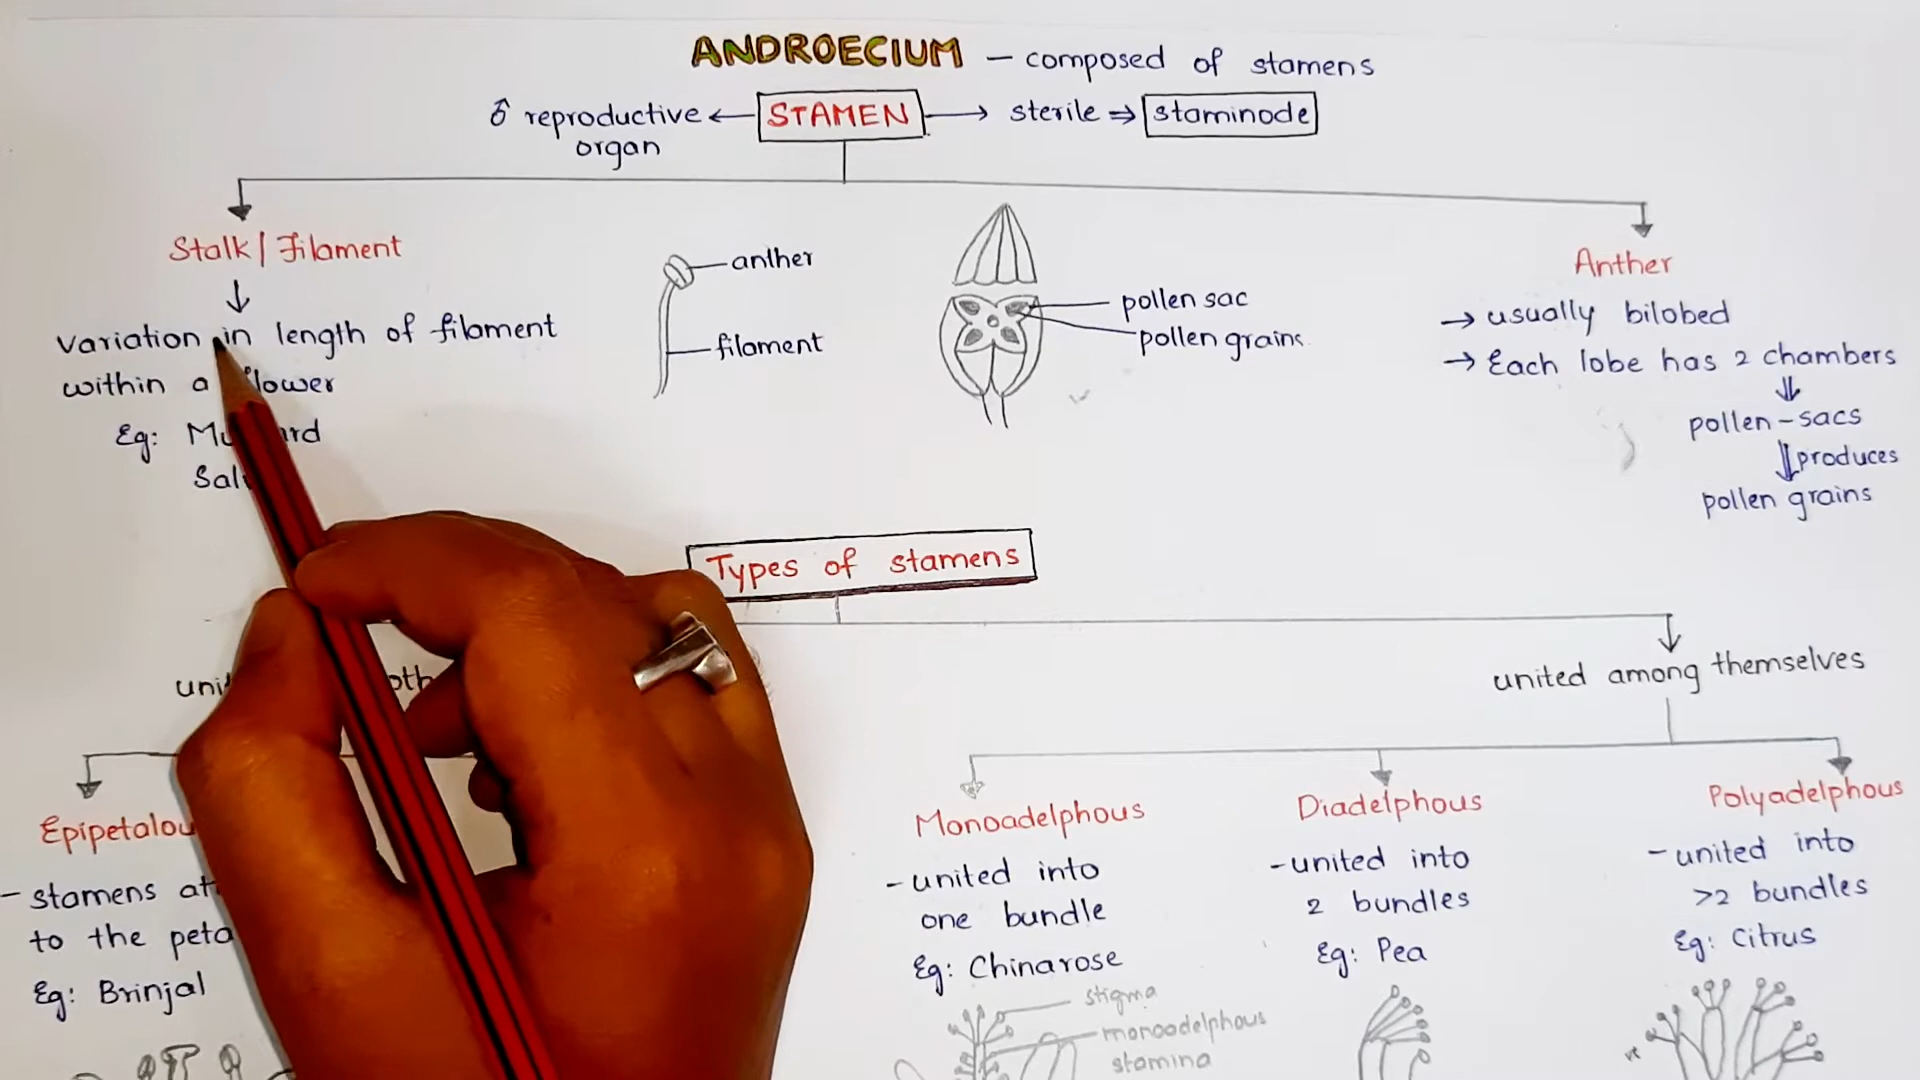 ANDROECIUM – composed of stamens
♂ reproductive organ ← STAMEN → sterile ⇒ staminode
Stalk / Filament
↓
Variation in length of filament
within a flower
Eg:
anther
filament
pollen sac
pollen grains
Anther
→ usually bilobed
→ Each lobe has 2 chambers
⇓
pollen-sacs
⇓ produces
pollen grains
Types of stamens
united among themselves
- stamens
to the
Eg: Brinjal
Monoadelphous
- united into
one bundle
Eg: Chinarose
stigma
monoadelphous
stamina
Diadelphous
- united into
2 bundles
Eg: Pea
Polyadelphous
- united into
>2 bundles
Eg: Citrus